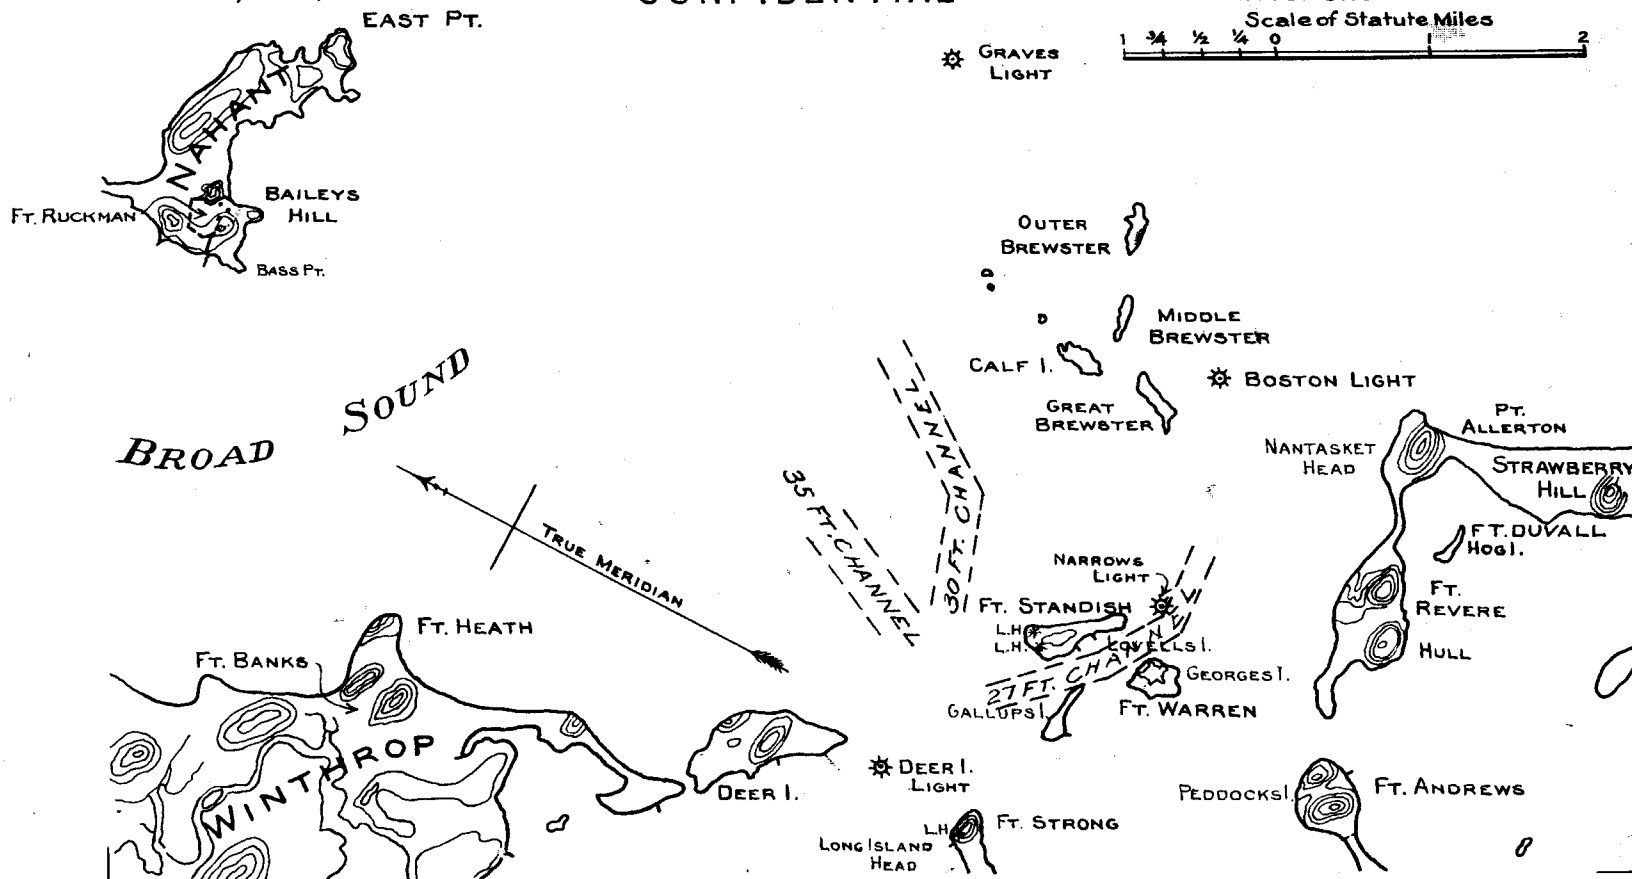 CONFIDENTIAL
EAST PT.
Scale of Statute Miles
1 ¾ ½ ¼ 0 1 2
GRAVES
LIGHT
NAHANT
BAILEYS
HILL
FT. RUCKMAN
BASS PT.
OUTER
BREWSTER
MIDDLE
BREWSTER
CALF I.
BOSTON LIGHT
GREAT
BREWSTER
PT.
ALLERTON
NANTASKET
HEAD
STRAWBERRY
HILL
BROAD SOUND
35 FT. CHANNEL
30 FT. CHANNEL
TRUE MERIDIAN
FT. DUVALL
HOG I.
NARROWS
LIGHT
FT. STANDISH
L.H.
L.H.
LOVELLS I.
FT.
REVERE
HULL
FT. HEATH
FT. BANKS
27 FT. CHANNEL
GEORGES I.
GALLUPS I.
FT. WARREN
WINTHROP
DEER I.
DEER I.
LIGHT
PEDDOCKS I.
FT. ANDREWS
L.H.
FT. STRONG
LONG ISLAND
HEAD